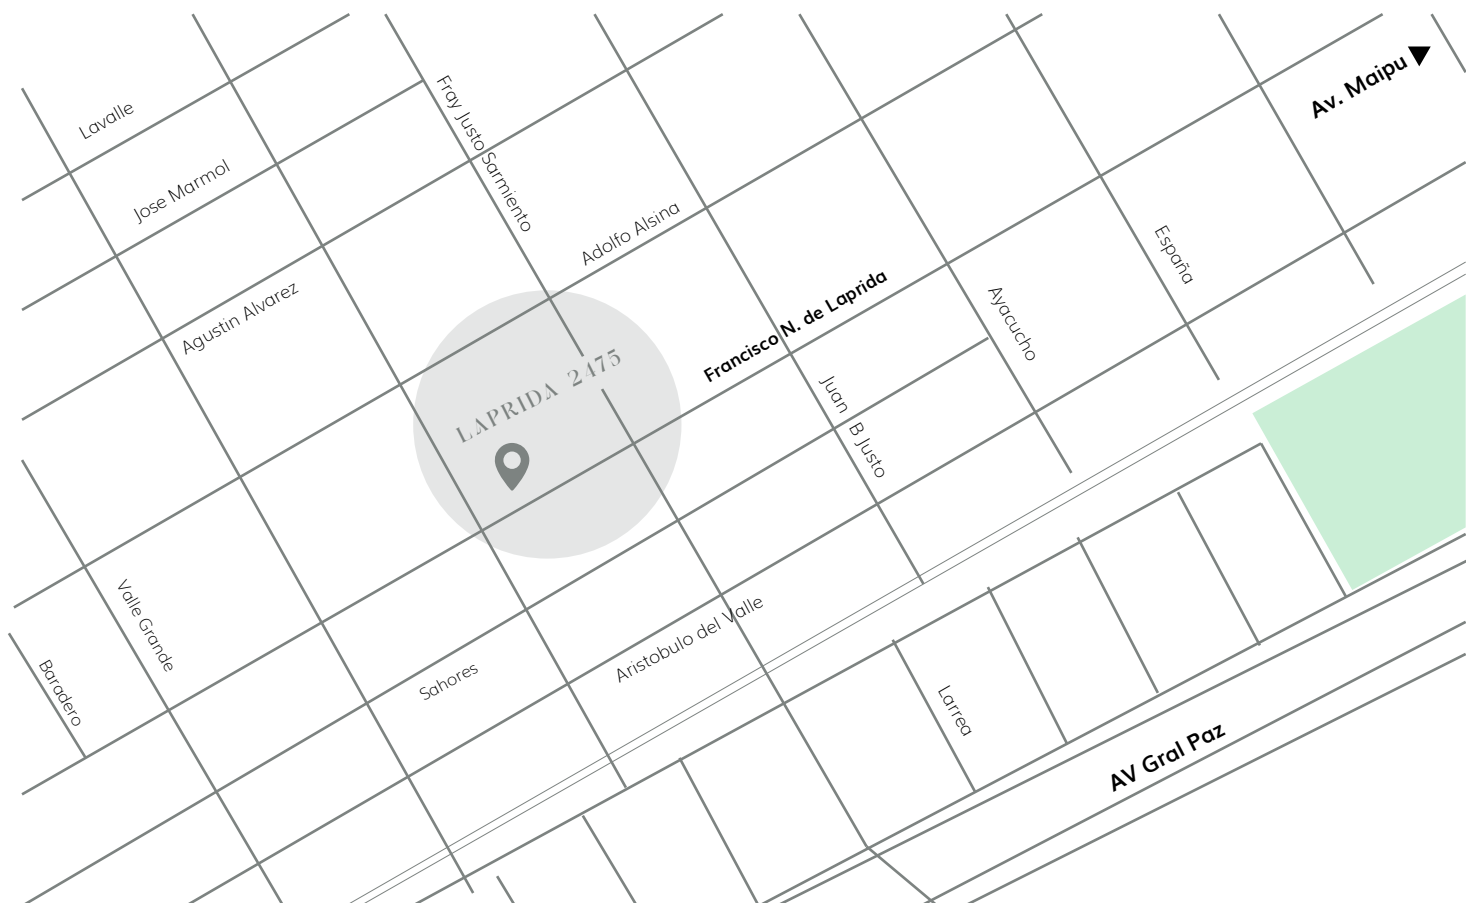 Av. Maipu
Lavalle
Jose Marmol
Fray Justo Sarmiento
Adolfo Alsina
Agustin Alvarez
España
Francisco N. de Laprida
Ayacucho
LAPRIDA 2475
Juan B Justo
Valle Grande
Aristobulo del Valle
Baradero
Sahores
Larrea
AV Gral Paz